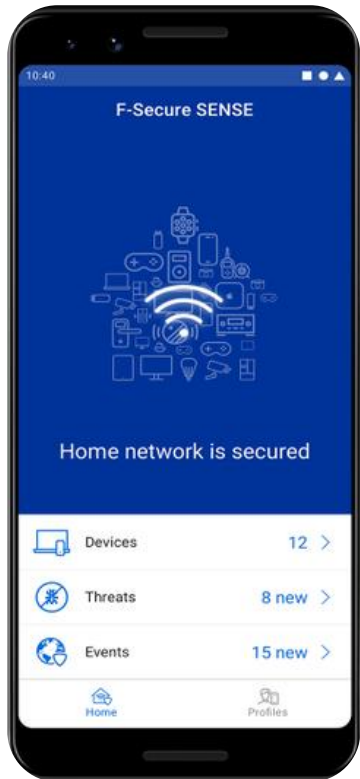 10:40
F-Secure SENSE
Home network is secured
Devices 12
Threats 8 new
Events 15 new
Home Profiles